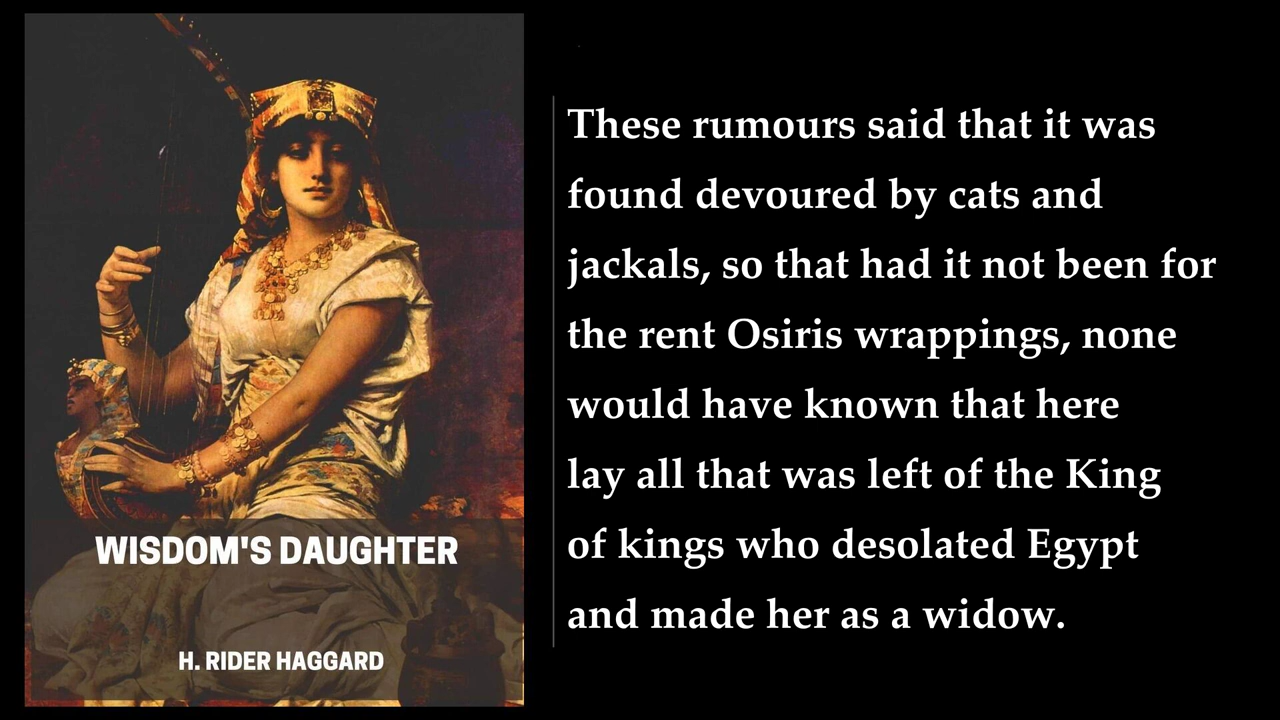 WISDOM'S DAUGHTER
H. RIDER HAGGARD
These rumours said that it was
found devoured by cats and
jackals, so that had it not been for
the rent Osiris wrappings, none
would have known that here
lay all that was left of the King
of kings who desolated Egypt
and made her as a widow.